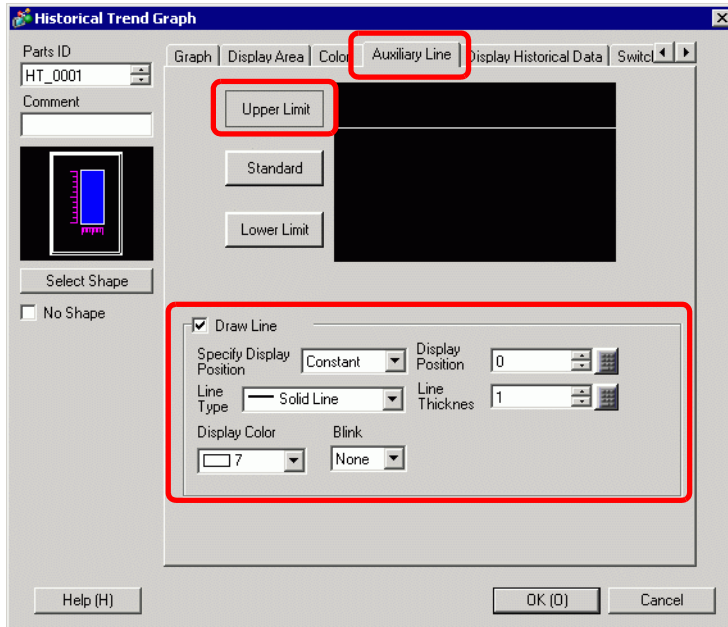 Historical Trend Graph
Parts ID
HT_0001
Comment
Select Shape
No Shape
Graph
Display Area
Color
Auxiliary Line
Display Historical Data
Switch
Upper Limit
Standard
Lower Limit
Draw Line
Specify Display
Position
Constant
Display
Position
0
Line
Type
Solid Line
Line
Thicknes
1
Display Color
Blink
7
None
Help (H)
OK (O)
Cancel